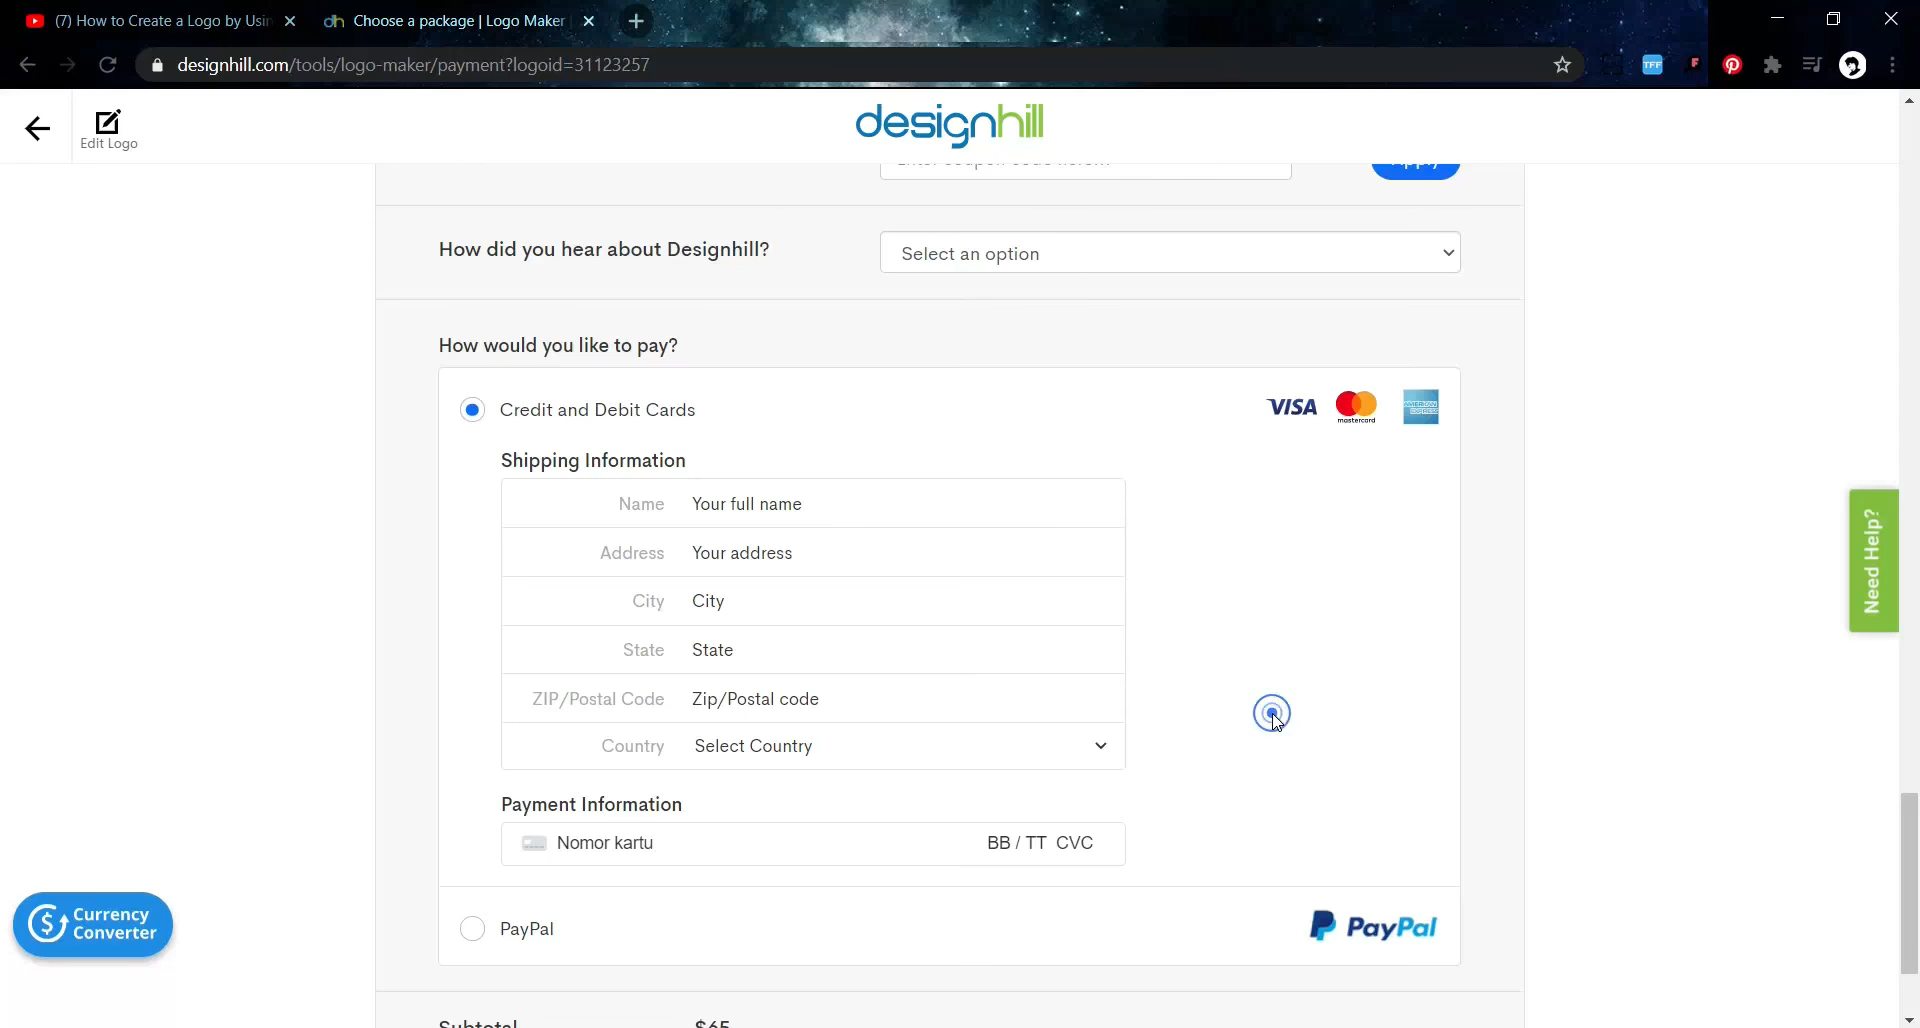 (7) How to Create a Logo by Usin
dh Choose a package | Logo Maker
designhill.com/tools/logo-maker/payment?logoid=31123257
TFF
F
Edit Logo
designhill
How did you hear about Designhill?
Select an option
How would you like to pay?
Credit and Debit Cards
VISA
mastercard
AMERICAN EXPRESS
Shipping Information
Name Your full name
Address Your address
City City
State State
ZIP/Postal Code Zip/Postal code
Country Select Country
Need Help?
Payment Information
Nomor kartu BB / TT CVC
Currency
Converter
PayPal
PayPal